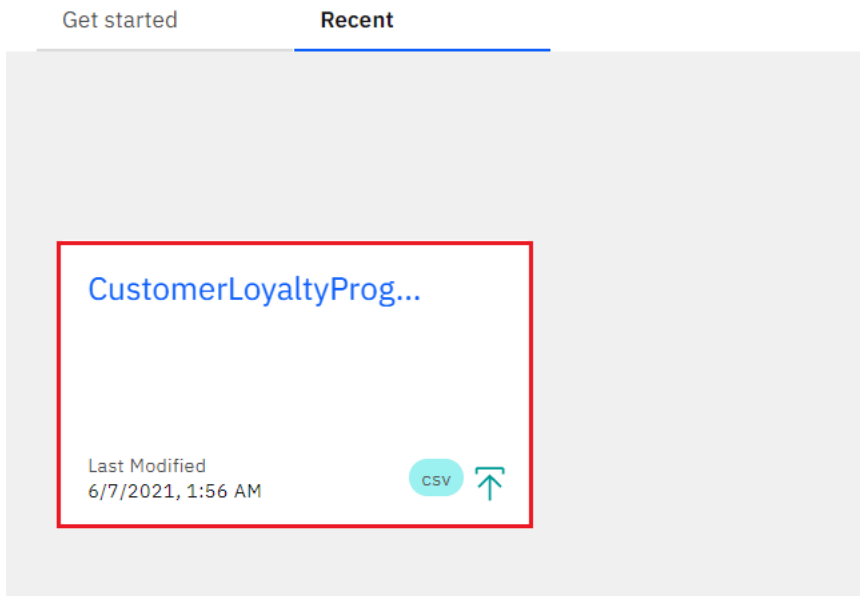 Get started
Recent
CustomerLoyaltyProg...
Last Modified
6/7/2021, 1:56 AM
csv